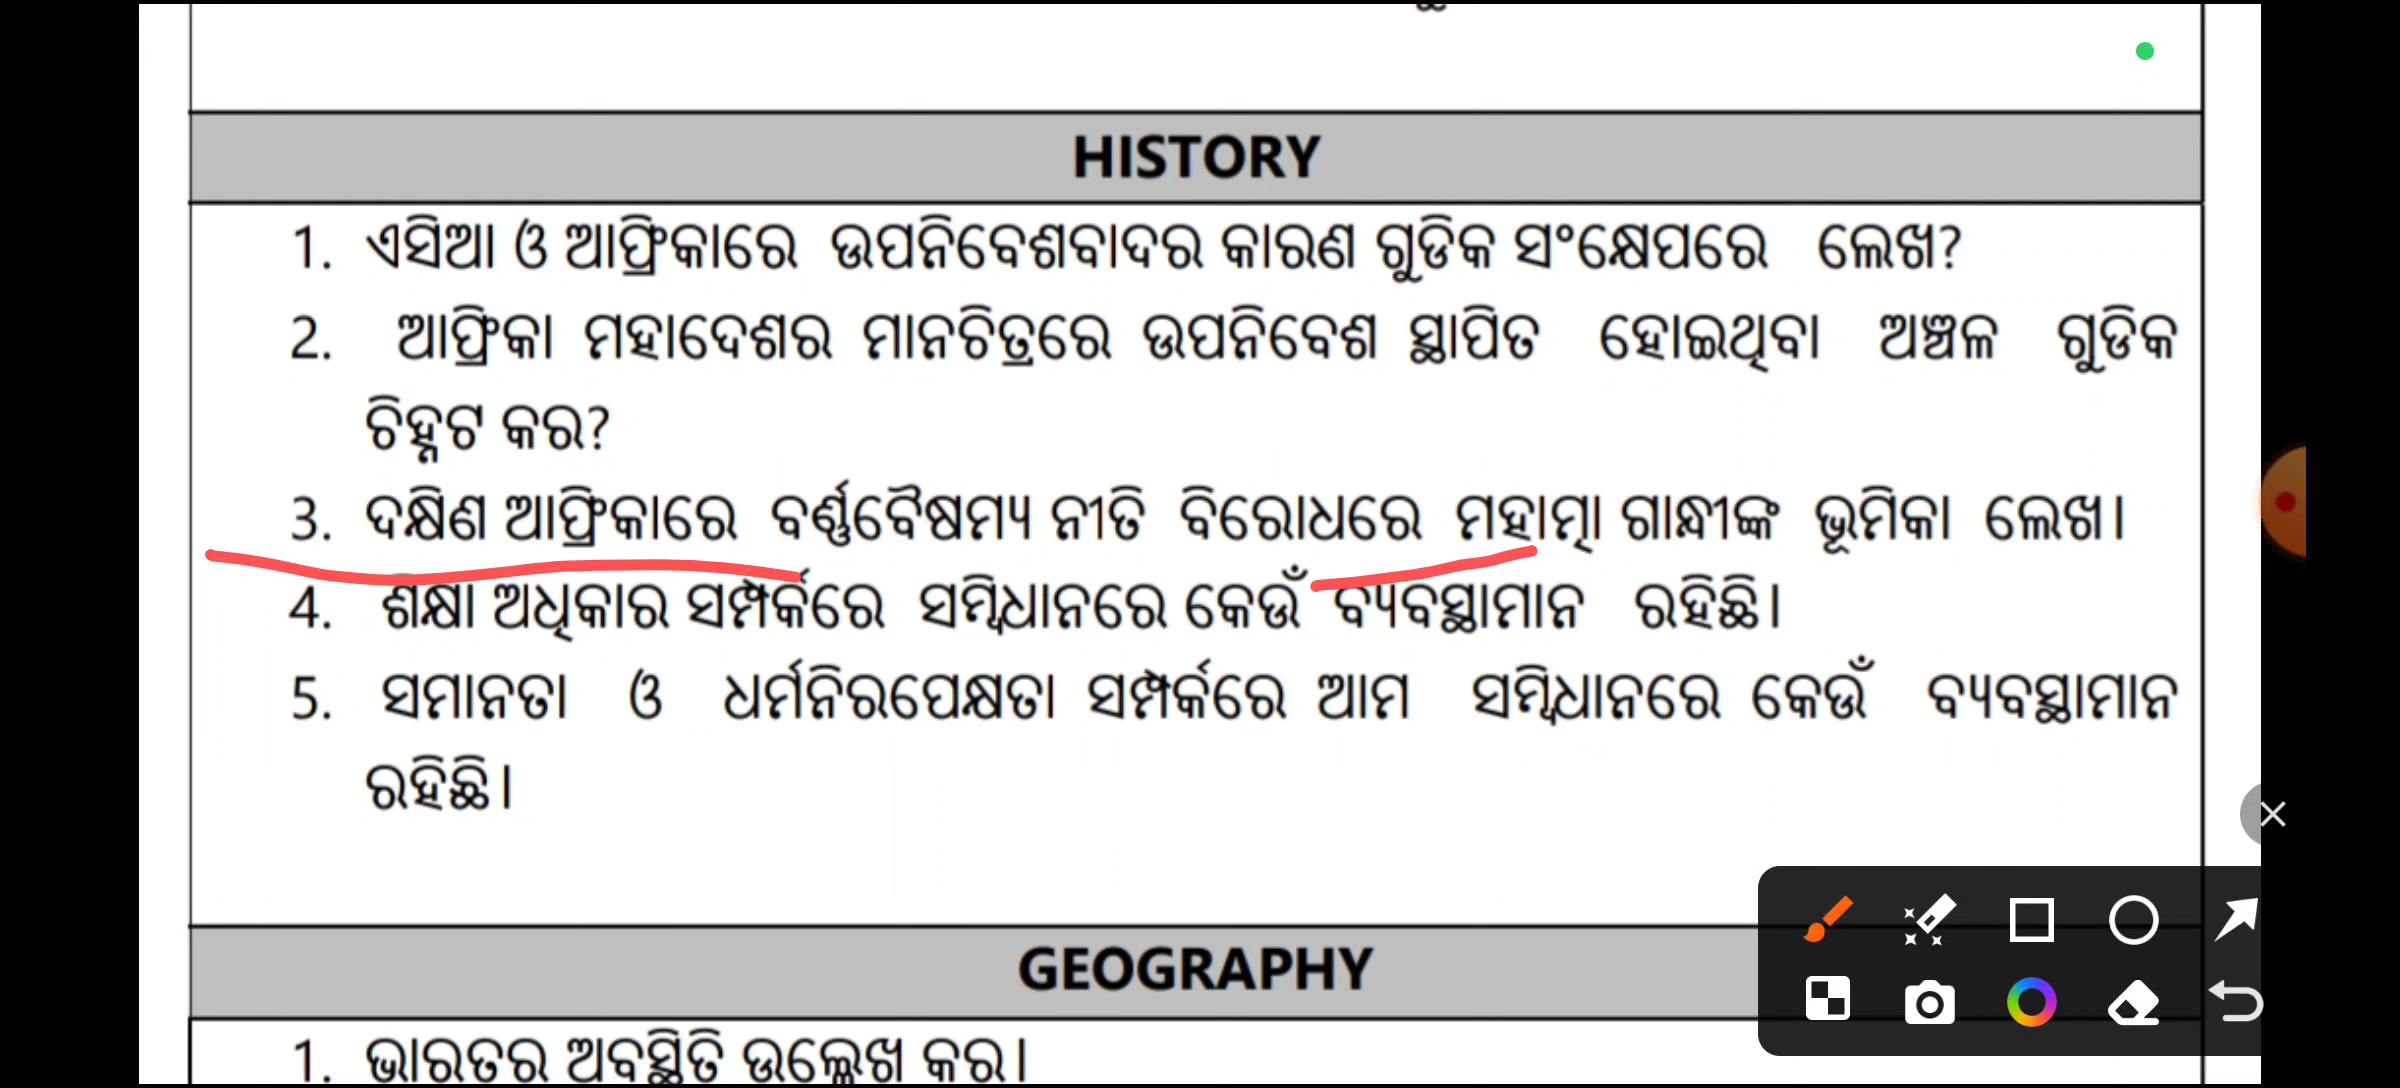 HISTORY
1. ଏସିଆ ଓ ଆଫ୍ରିକାରେ ଉପନିବେଶବାଦର କାରଣ ଗୁଡିକ ସଂକ୍ଷେପରେ ଲେଖ?
2. ଆଫ୍ରିକା ମହାଦେଶର ମାନଚିତ୍ରରେ ଉପନିବେଶ ସ୍ଥାପିତ ହୋଇଥିବା ଅଞ୍ଚଳ ଗୁଡିକ
ଚିହ୍ନଟ କର?
3. ଦକ୍ଷିଣ ଆଫ୍ରିକାରେ ବର୍ଣ୍ଣବୈଷମ୍ୟ ନୀତି ବିରୋଧରେ ମହାତ୍ମା ଗାନ୍ଧୀଙ୍କ ଭୂମିକା ଲେଖ।
4. ଶିକ୍ଷା ଅଧିକାର ସମ୍ପର୍କରେ ସମ୍ବିଧାନରେ କେଉଁ ବ୍ୟବସ୍ଥାମାନ ରହିଛି।
5. ସମାନତା ଓ ଧର୍ମନିରପେକ୍ଷତା ସମ୍ପର୍କରେ ଆମ ସମ୍ବିଧାନରେ କେଉଁ ବ୍ୟବସ୍ଥାମାନ
ରହିଛି।
GEOGRAPHY
1. ଭାରତର ଅବସ୍ଥିତି ଉଲ୍ଲେଖ କର।